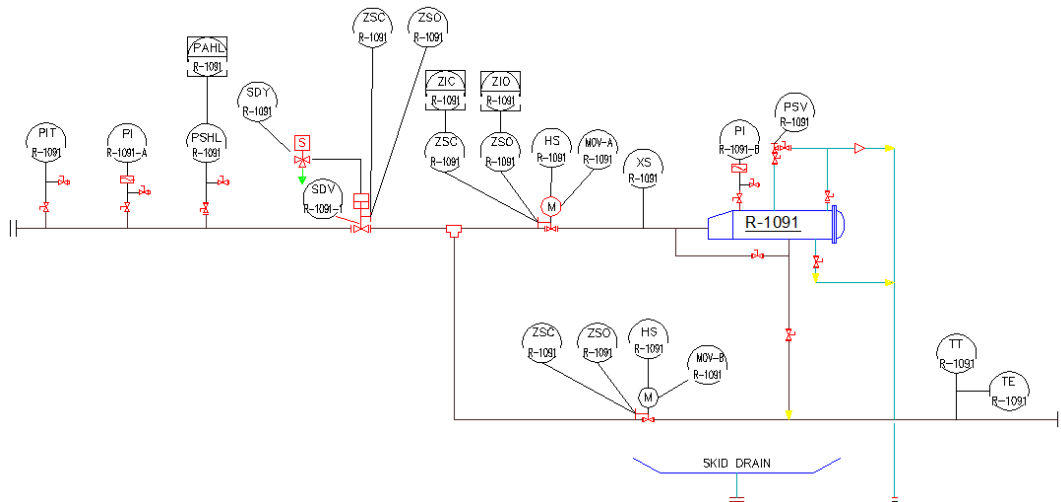 ZSC
R-1091
ZSO
R-1091
PAHL
R-1091
SDY
R-1091
ZIC
R-1091
ZIO
R-1091
PIT
R-1091
PI
R-1091-A
PSHL
R-1091
S
ZSC
R-1091
ZSO
R-1091
HS
R-1091
MOV-A
R-1091
XS
R-1091
PI
R-1091-B
PSV
R-1091
SDV
R-1091-1
M
R-1091
ZSC
R-1091
ZSO
R-1091
HS
R-1091
MOV-B
R-1091
M
TT
R-1091
TE
R-1091
SKID DRAIN